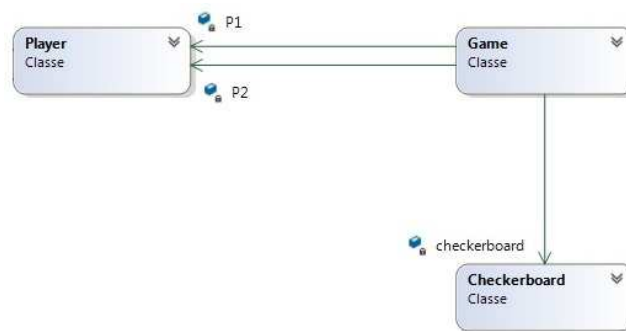 P1
Player
Classe
Game
Classe
P2
checkerboard
Checkerboard
Classe